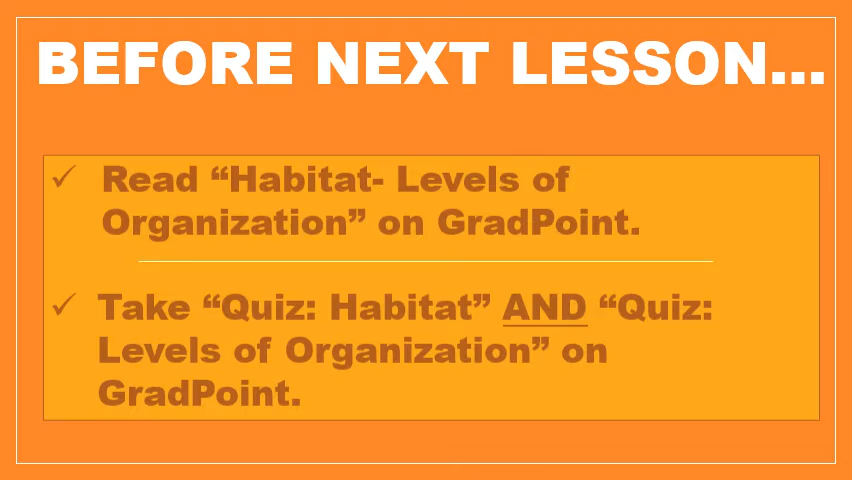 BEFORE NEXT LESSON...
✓ Read “Habitat- Levels of
Organization” on GradPoint.
✓ Take “Quiz: Habitat” AND “Quiz:
Levels of Organization” on
GradPoint.